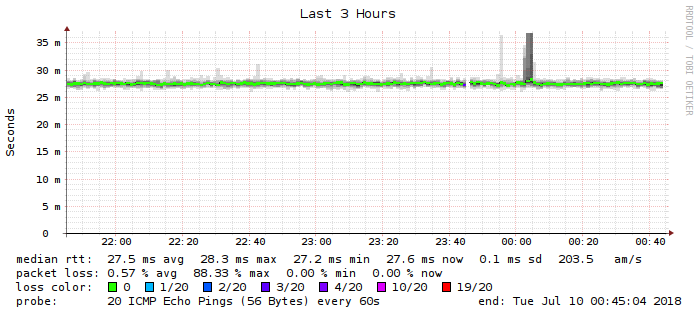 Last 3 Hours
RRDTOOL / TOBI OETIKER
Seconds
35 m
30 m
25 m
20 m
15 m
10 m
5 m
0
22:00 22:20 22:40 23:00 23:20 23:40 00:00 00:20 00:40
median rtt: 27.5 ms avg 28.3 ms max 27.2 ms min 27.6 ms now 0.1 ms sd 203.5 am/s
packet loss: 0.57 % avg 88.33 % max 0.00 % min 0.00 % now
loss color: 0 1/20 2/20 3/20 4/20 10/20 19/20
probe: 20 ICMP Echo Pings (56 Bytes) every 60s end: Tue Jul 10 00:45:04 2018